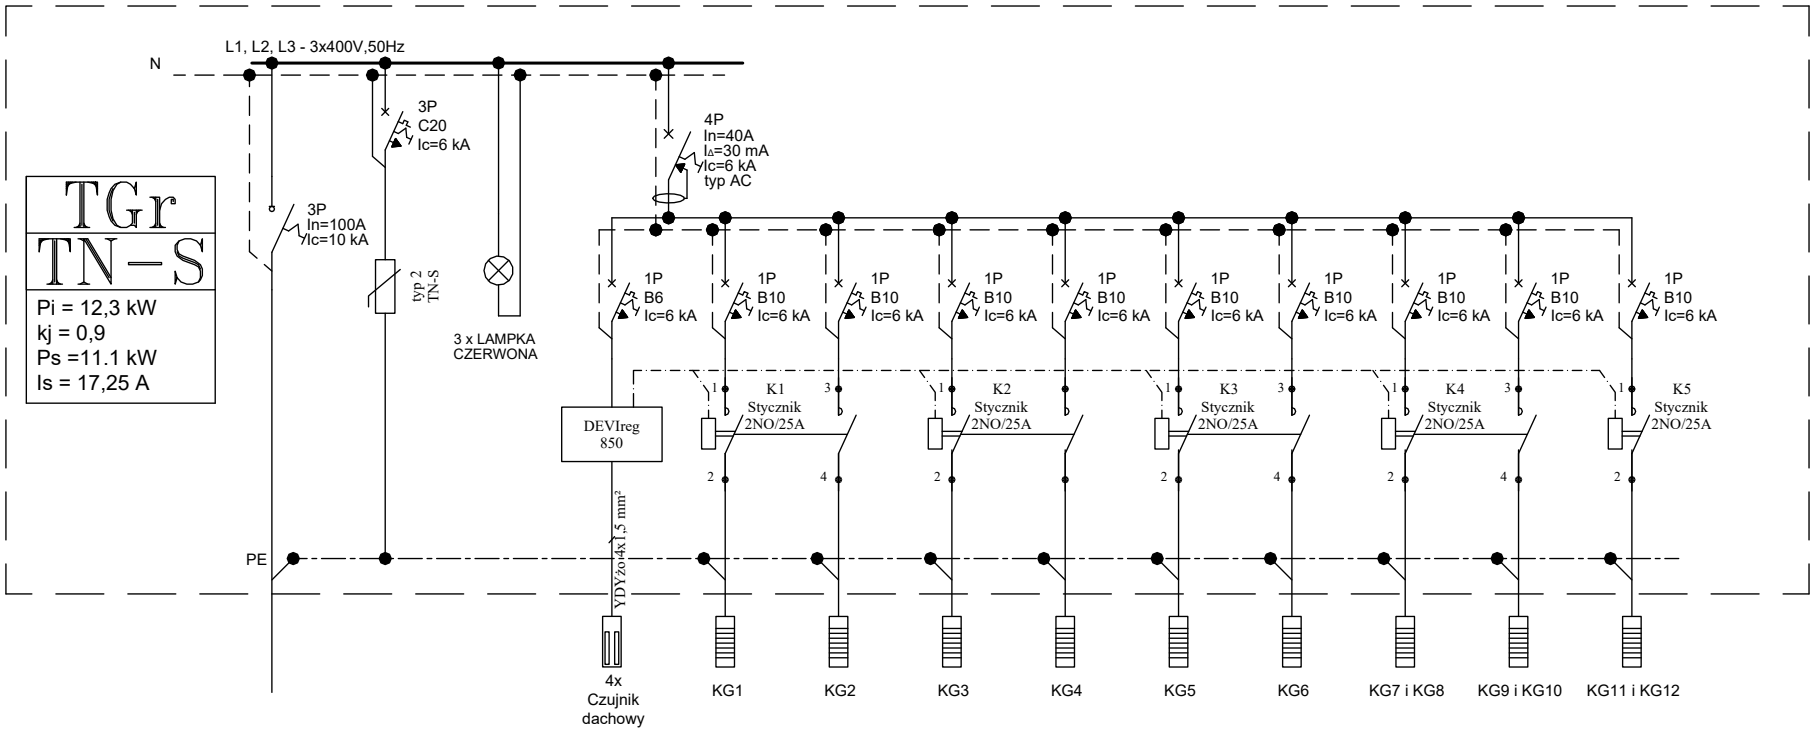 L1, L2, L3 - 3x400V,50Hz
N
3P
C20
Ic=6 kA
4P
In=40A
I∆=30 mA
Ic=6 kA
typ AC
TGr
TN-S
Pi = 12,3 kW
kj = 0,9
Ps =11.1 kW
Is = 17,25 A
3P
In=100A
Ic=10 kA
typ 2
TN-S
3 x LAMPKA
CZERWONA
1P
B6
Ic=6 kA
1P
B10
Ic=6 kA
1P
B10
Ic=6 kA
1P
B10
Ic=6 kA
1P
B10
Ic=6 kA
1P
B10
Ic=6 kA
1P
B10
Ic=6 kA
1P
B10
Ic=6 kA
1P
B10
Ic=6 kA
1P
B10
Ic=6 kA
DEVIreg
850
1
K1
Stycznik
2NO/25A
3
2
4
1
K2
Stycznik
2NO/25A
2
1
K3
Stycznik
2NO/25A
3
2
4
1
K4
Stycznik
2NO/25A
3
2
4
1
K5
Stycznik
2NO/25A
2
YDYżo 4x1,5 mm²
PE
4x
Czujnik
dachowy
KG1
KG2
KG3
KG4
KG5
KG6
KG7 i KG8
KG9 i KG10
KG11 i KG12